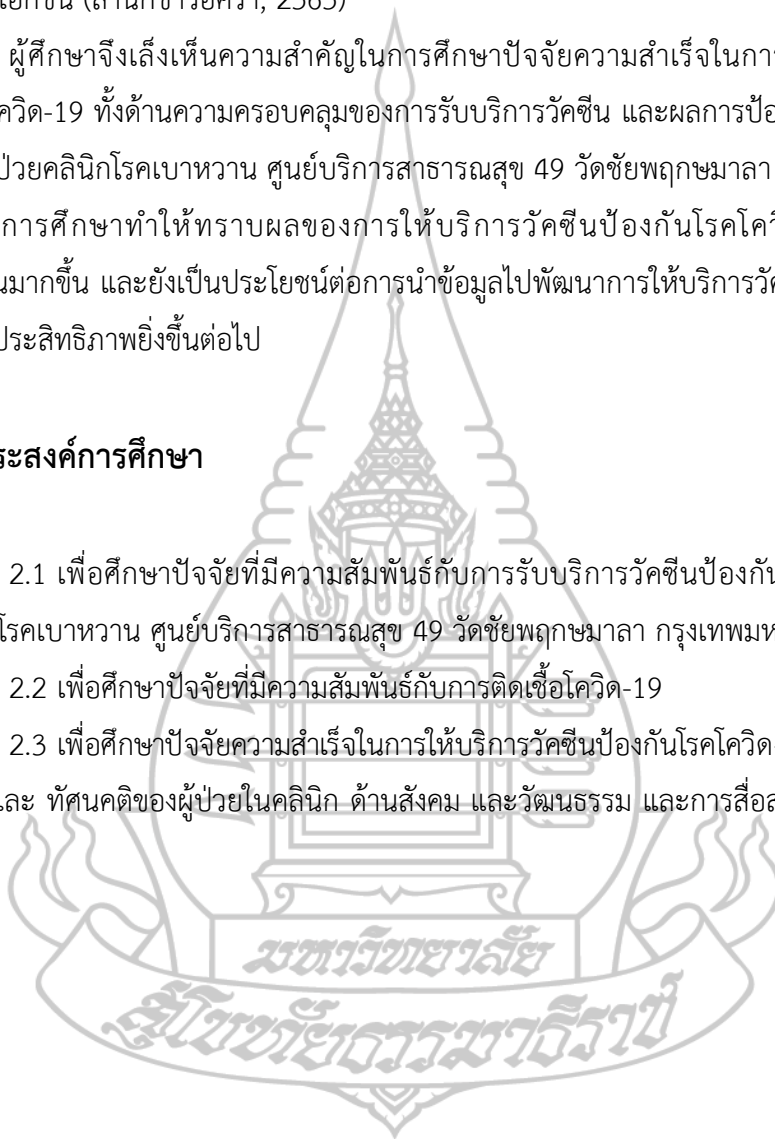 เอกชน (สำนักข่าวอิศรา, 2565)
ผู้ศึกษาจึงเล็งเห็นความสำคัญในการศึกษาปัจจัยความสำเร็จในการ
ควิด-19 ทั้งด้านความครอบคลุมของการรับบริการวัคซีน และผลการป้อ
ป่วยคลินิกโรคเบาหวาน ศูนย์บริการสาธารณสุข 49 วัดชัยพฤกษมาลา
การศึกษาทำให้ทราบผลของการให้บริการวัคซีนป้องกันโรคโควิ
นมากขึ้น และยังเป็นประโยชน์ต่อการนำข้อมูลไปพัฒนาการให้บริการวัค
ประสิทธิภาพยิ่งขึ้นต่อไป
ระสงค์การศึกษา
2.1 เพื่อศึกษาปัจจัยที่มีความสัมพันธ์กับการรับบริการวัคซีนป้องกัน
โรคเบาหวาน ศูนย์บริการสาธารณสุข 49 วัดชัยพฤกษมาลา กรุงเทพมห
2.2 เพื่อศึกษาปัจจัยที่มีความสัมพันธ์กับการติดเชื้อโควิด-19
2.3 เพื่อศึกษาปัจจัยความสำเร็จในการให้บริการวัคซีนป้องกันโรคโควิด
และ ทัศนคติของผู้ป่วยในคลินิก ด้านสังคม และวัฒนธรรม และการสื่อส
มหาวิทยาลัย
สุโขทัยธรรมาธิราช